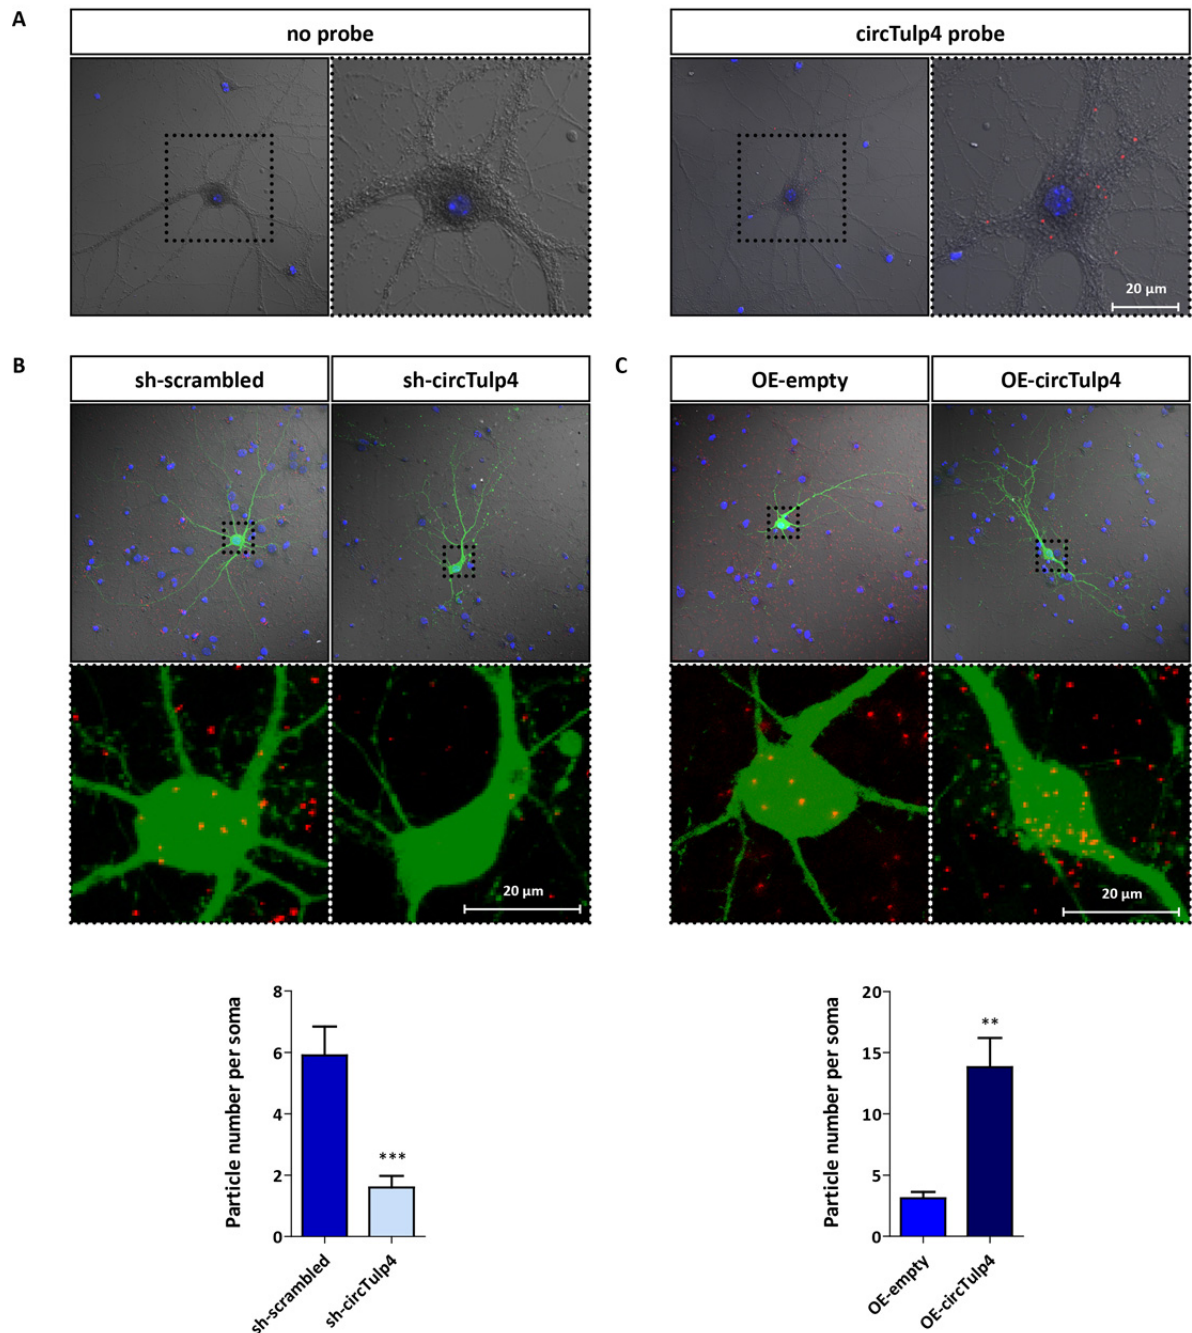 A
no probe
circTulp4 probe
20 µm
B
sh-scrambled
sh-circTulp4
C
OE-empty
OE-circTulp4
20 µm
20 µm
Particle number per soma
8
6
4
2
0
***
sh-scrambled
sh-circTulp4
Particle number per soma
20
15
10
5
0
**
OE-empty
OE-circTulp4